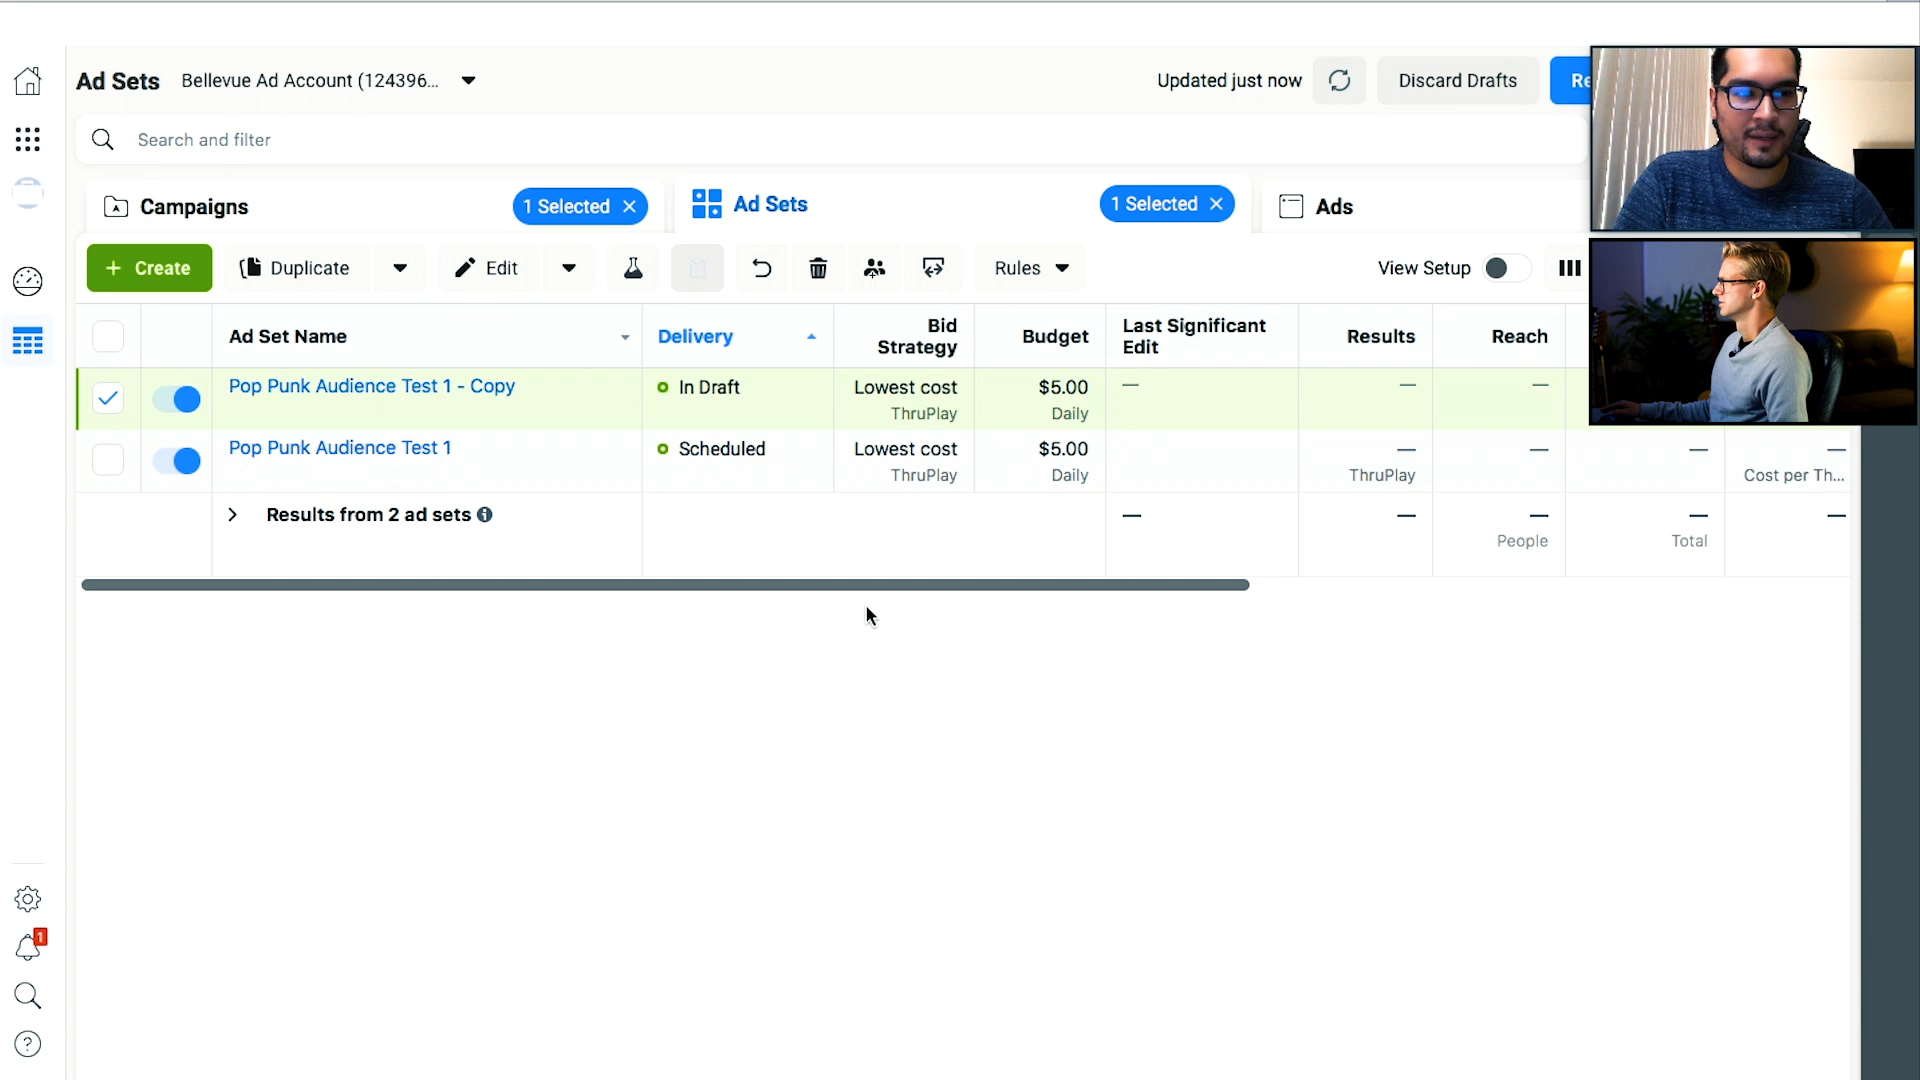 Ad Sets Bellevue Ad Account (124396... Updated just now Discard Drafts Re
Search and filter
Campaigns 1 Selected Ad Sets 1 Selected Ads
+ Create Duplicate Edit Rules View Setup
Ad Set Name Delivery Bid Strategy Budget Last Significant Edit Results Reach
Pop Punk Audience Test 1 - Copy In Draft Lowest cost $5.00 — — —
ThruPlay Daily
Pop Punk Audience Test 1 Scheduled Lowest cost $5.00 — — — —
ThruPlay Daily ThruPlay Cost per Th...
Results from 2 ad sets — — — — —
People Total
1